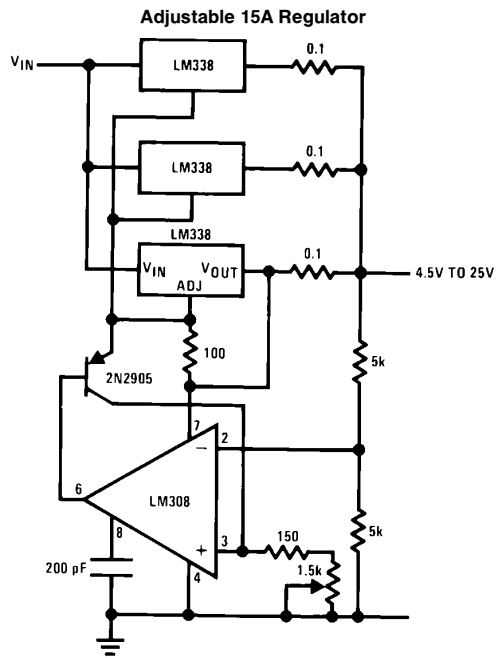 Adjustable 15A Regulator
0.1
VIN
LM338
0.1
LM338
LM338
0.1
VIN
VOUT
4.5V TO 25V
ADJ
100
5k
2N2905
7
2
−
6
LM308
8
5k
150
+
3
200 pF
4
1.5k